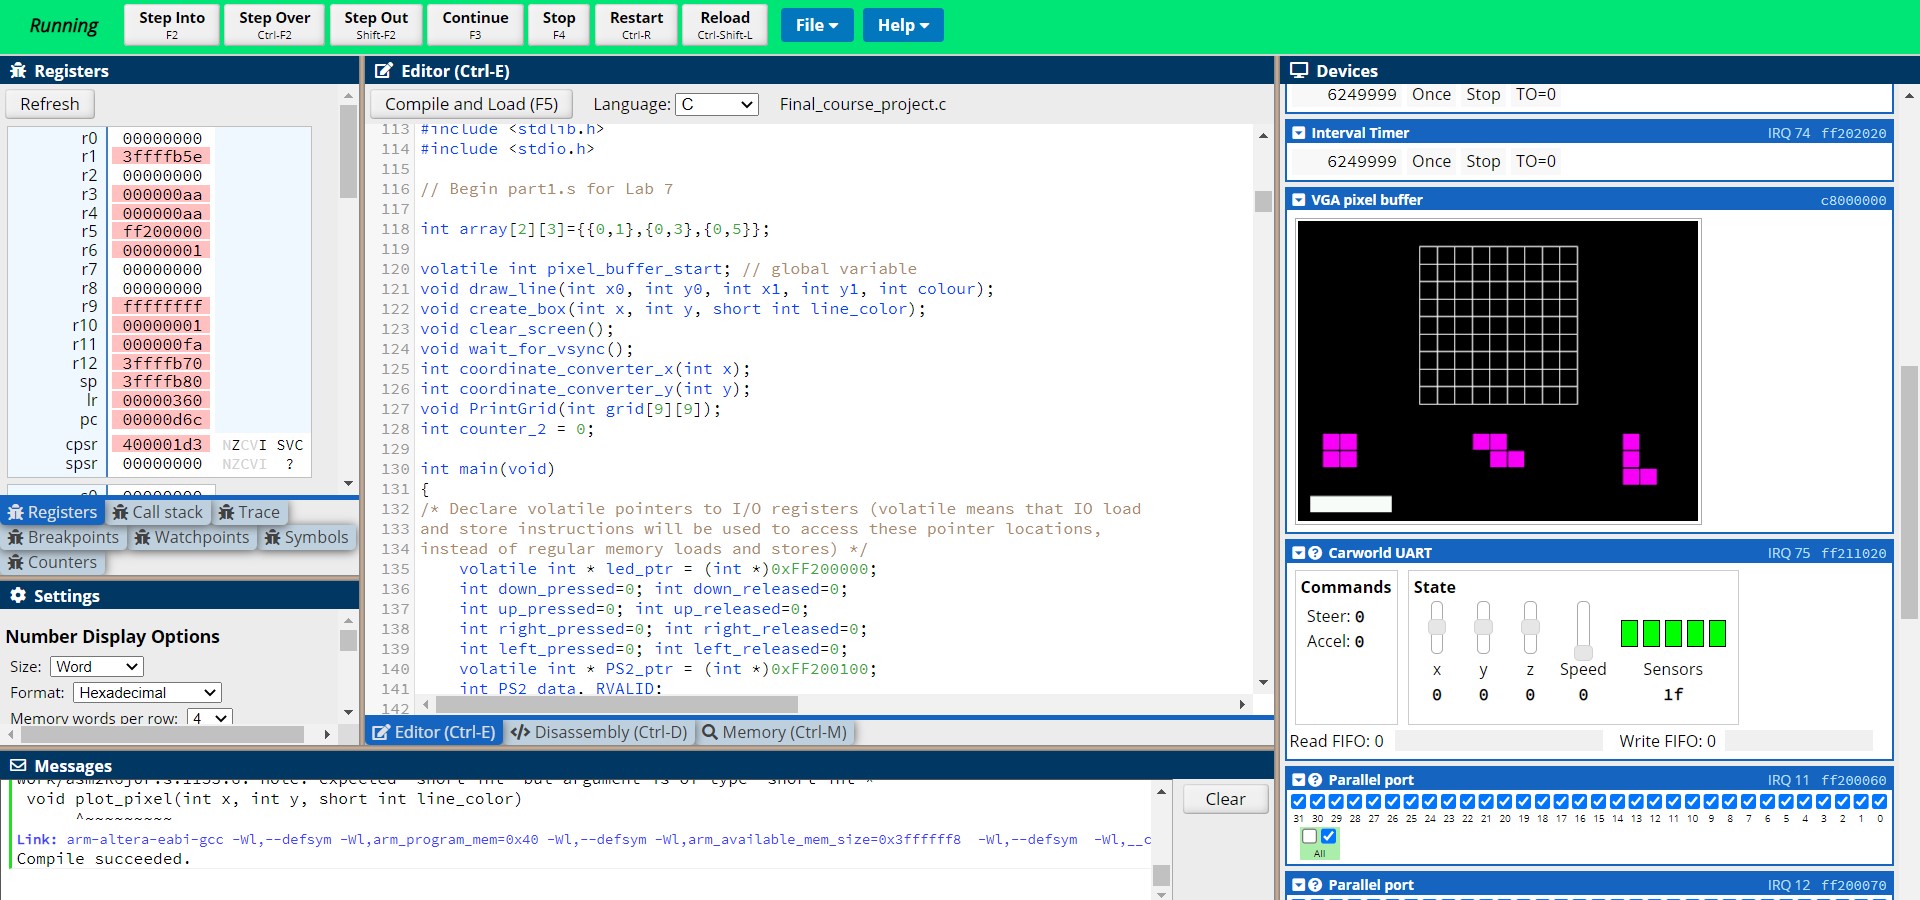 Running
Step Into F2
Step Over Ctrl-F2
Step Out Shift-F2
Continue F3
Stop F4
Restart Ctrl-R
Reload Ctrl-Shift-L
File
Help
Registers
Refresh
r0 00000000
r1 3ffffb5e
r2 00000000
r3 000000aa
r4 000000aa
r5 ff200000
r6 00000001
r7 00000000
r8 00000000
r9 ffffffff
r10 00000001
r11 000000fa
r12 3ffffb70
sp 3ffffb80
lr 00000360
pc 00000d6c
cpsr 400001d3 NZCVI SVC
spsr 00000000 NZCVI ?
s0 00000000
Registers Call stack Trace
Breakpoints Watchpoints Symbols
Counters
Settings
Number Display Options
Size: Word
Format: Hexadecimal
Memory words per row: 4
Editor (Ctrl-E)
Compile and Load (F5) Language: C Final_course_project.c
113 #include <stdlib.h>
114 #include <stdio.h>
115
116 // Begin part1.s for Lab 7
117
118 int array[2][3]={{0,1},{0,3},{0,5}};
119
120 volatile int pixel_buffer_start; // global variable
121 void draw_line(int x0, int y0, int x1, int y1, int colour);
122 void create_box(int x, int y, short int line_color);
123 void clear_screen();
124 void wait_for_vsync();
125 int coordinate_converter_x(int x);
126 int coordinate_converter_y(int y);
127 void PrintGrid(int grid[9][9]);
128 int counter_2 = 0;
129
130 int main(void)
131 {
132 /* Declare volatile pointers to I/O registers (volatile means that IO load
133 and store instructions will be used to access these pointer locations,
134 instead of regular memory loads and stores) */
135 volatile int * led_ptr = (int *)0xFF200000;
136 int down_pressed=0; int down_released=0;
137 int up_pressed=0; int up_released=0;
138 int right_pressed=0; int right_released=0;
139 int left_pressed=0; int left_released=0;
140 volatile int * PS2_ptr = (int *)0xFF200100;
141 int PS2_data, RVALID;
142
Editor (Ctrl-E) Disassembly (Ctrl-D) Memory (Ctrl-M)
Messages
void plot_pixel(int x, int y, short int line_color)
^~~~~~~~~~
Link: arm-altera-eabi-gcc -Wl,--defsym -Wl,arm_program_mem=0x40 -Wl,--defsym -Wl,arm_available_mem_size=0x3ffffff8 -Wl,--defsym -Wl,__c
Compile succeeded.
Clear
Devices
6249999 Once Stop TO=0
Interval Timer IRQ 74 ff202020
6249999 Once Stop TO=0
VGA pixel buffer c8000000
Carworld UART IRQ 75 ff211020
Commands
Steer: 0
Accel: 0
State
x y z Speed Sensors
0 0 0 0 1f
Read FIFO: 0 Write FIFO: 0
Parallel port IRQ 11 ff200060
31 30 29 28 27 26 25 24 23 22 21 20 19 18 17 16 15 14 13 12 11 10 9 8 7 6 5 4 3 2 1 0
All
Parallel port IRQ 12 ff200070